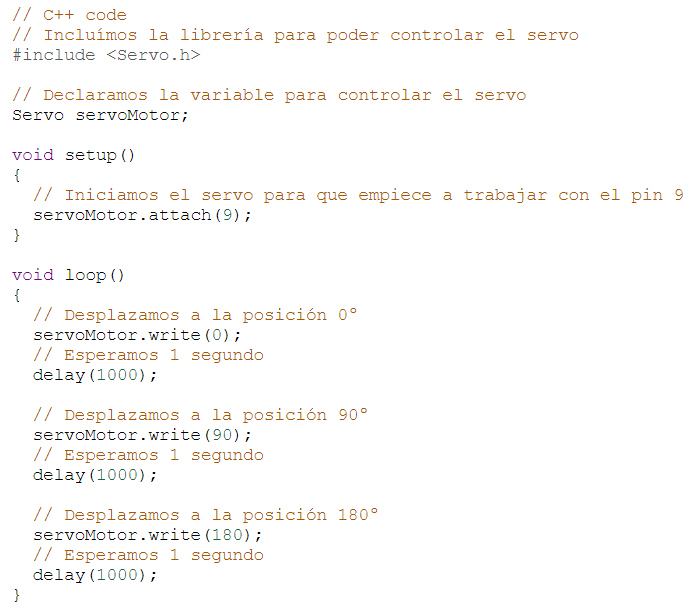 // C++ code
// Incluímos la librería para poder controlar el servo
#include <Servo.h>

// Declaramos la variable para controlar el servo
Servo servoMotor;

void setup()
{
  // Iniciamos el servo para que empiece a trabajar con el pin 9
  servoMotor.attach(9);
}

void loop()
{
  // Desplazamos a la posición 0º
  servoMotor.write(0);
  // Esperamos 1 segundo
  delay(1000);

  // Desplazamos a la posición 90º
  servoMotor.write(90);
  // Esperamos 1 segundo
  delay(1000);

  // Desplazamos a la posición 180º
  servoMotor.write(180);
  // Esperamos 1 segundo
  delay(1000);
}